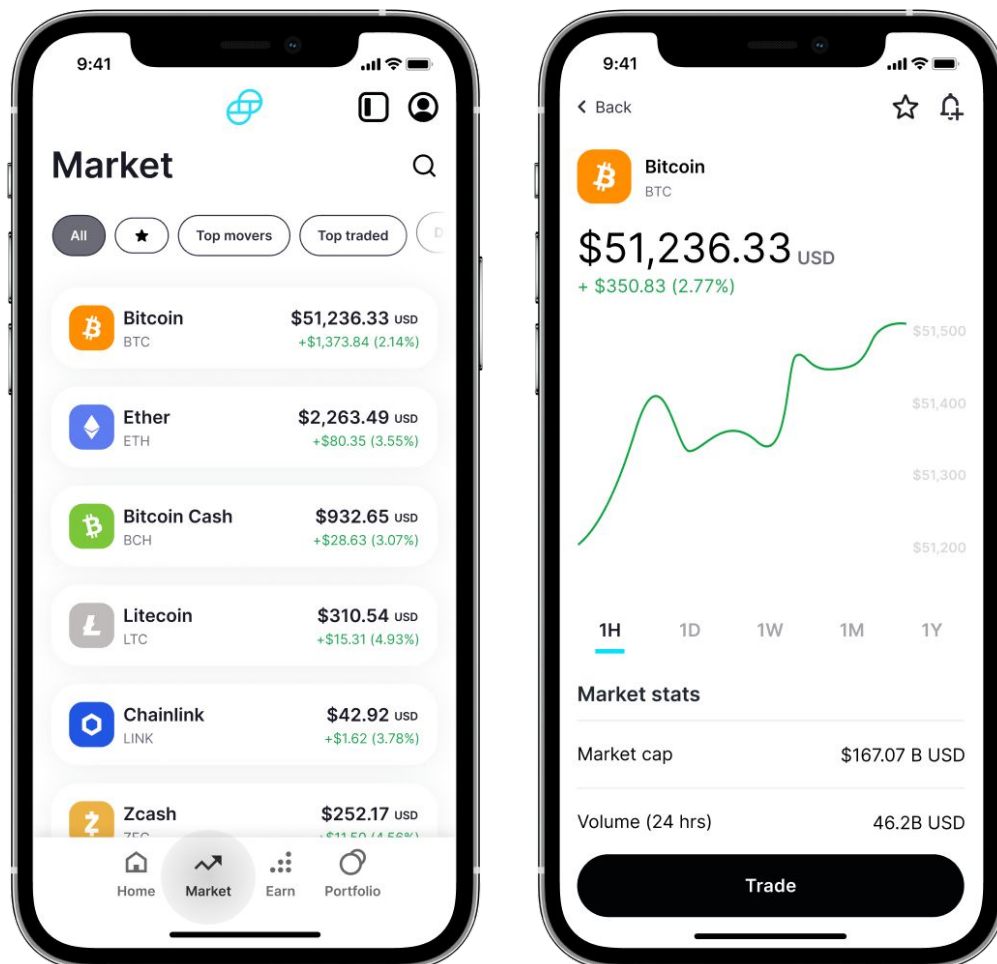 9:41
Market
All
Top movers
Top traded
D
Bitcoin
$51,236.33 USD
BTC
+$1,373.84 (2.14%)
Ether
$2,263.49 USD
ETH
+$80.35 (3.55%)
Bitcoin Cash
$932.65 USD
BCH
+$28.63 (3.07%)
Litecoin
$310.54 USD
LTC
+$15.31 (4.93%)
Chainlink
$42.92 USD
LINK
+$1.62 (3.78%)
Zcash
$252.17 USD
ZEC
+$11.50 (4.56%)
Home
Market
Earn
Portfolio
9:41
Back
Bitcoin
BTC
$51,236.33 USD
+ $350.83 (2.77%)
$51,500
$51,400
$51,300
$51,200
1H
1D
1W
1M
1Y
Market stats
Market cap
$167.07 B USD
Volume (24 hrs)
46.2B USD
Trade